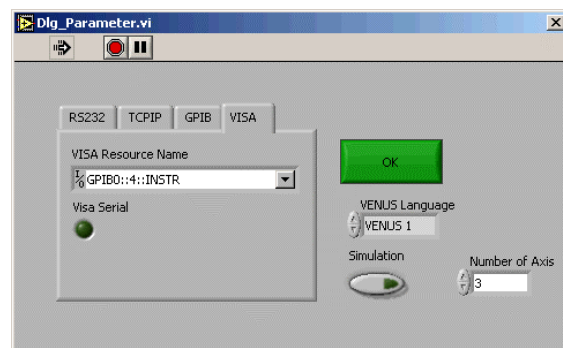 Dlg_Parameter.vi
RS232 TCPIP GPIB VISA
VISA Resource Name
I/O GPIB0::4::INSTR
Visa Serial
OK
VENUS Language
VENUS 1
Simulation
Number of Axis
3